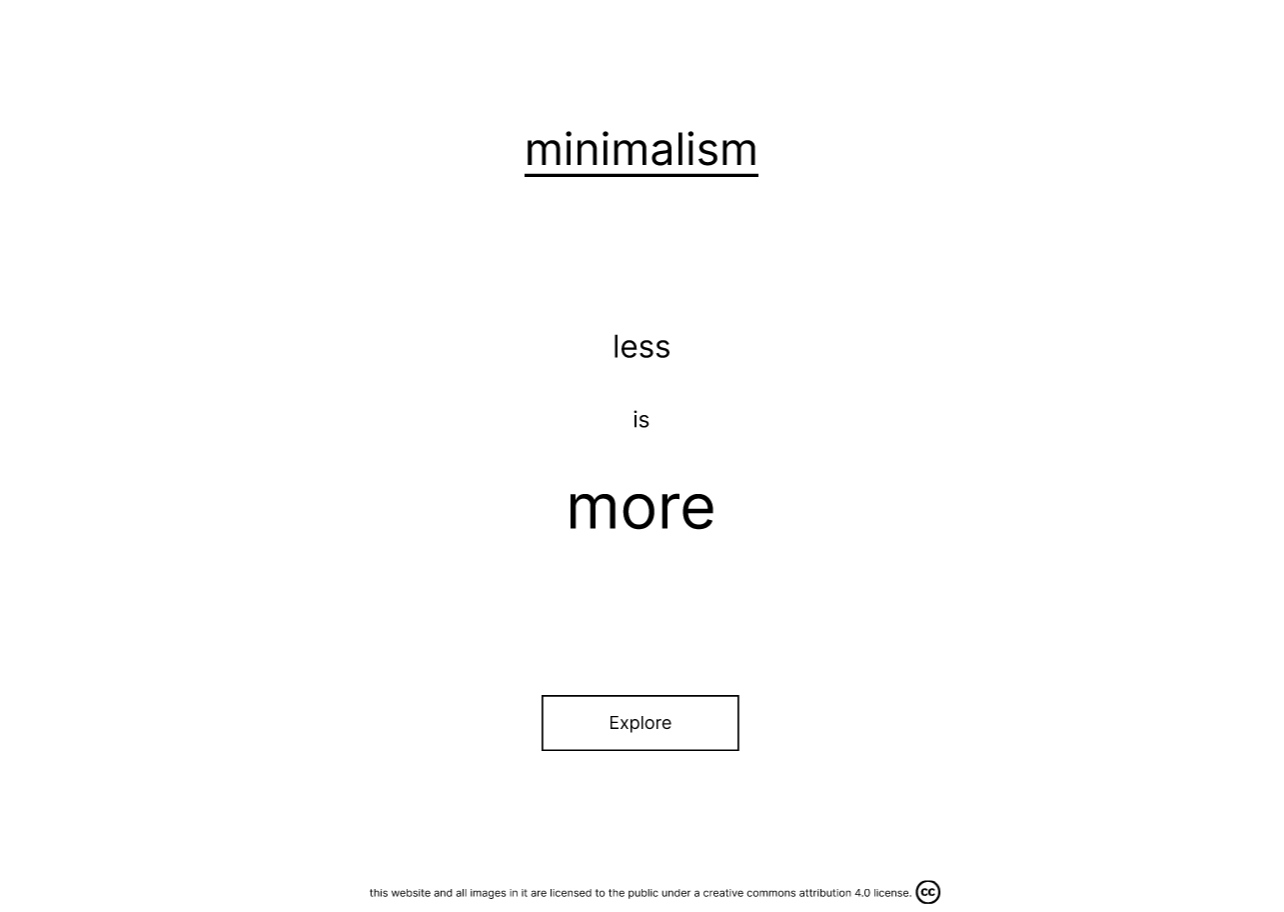 minimalism
less
is
more
Explore
this website and all images in it are licensed to the public under a creative commons attribution 4.0 license. cc